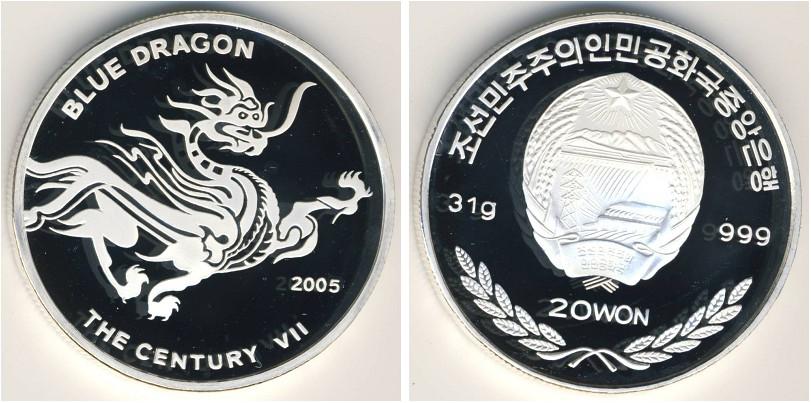 BLUE DRAGON
2005
THE CENTURY VII
조선민주주의인민공화국중앙은행
31g
999
20WON